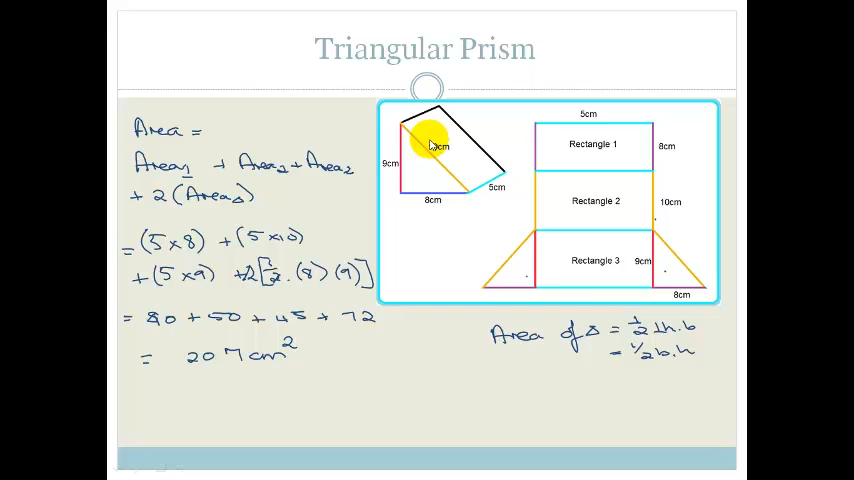 Triangular Prism
Area =
Area1 + Area2 + Area2
+ 2 (Area△)
= (5 x 8) + (5 x 10)
+ (5 x 9) + 2[1/2 . (8) (9)]
= 40 + 50 + 45 + 72
= 207 cm²
9cm
cm
5cm
8cm
5cm
Rectangle 1
8cm
Rectangle 2
10cm
Rectangle 3
9cm
8cm
Area of △ = 1/2 ⊥h.b
= 1/2 b.h